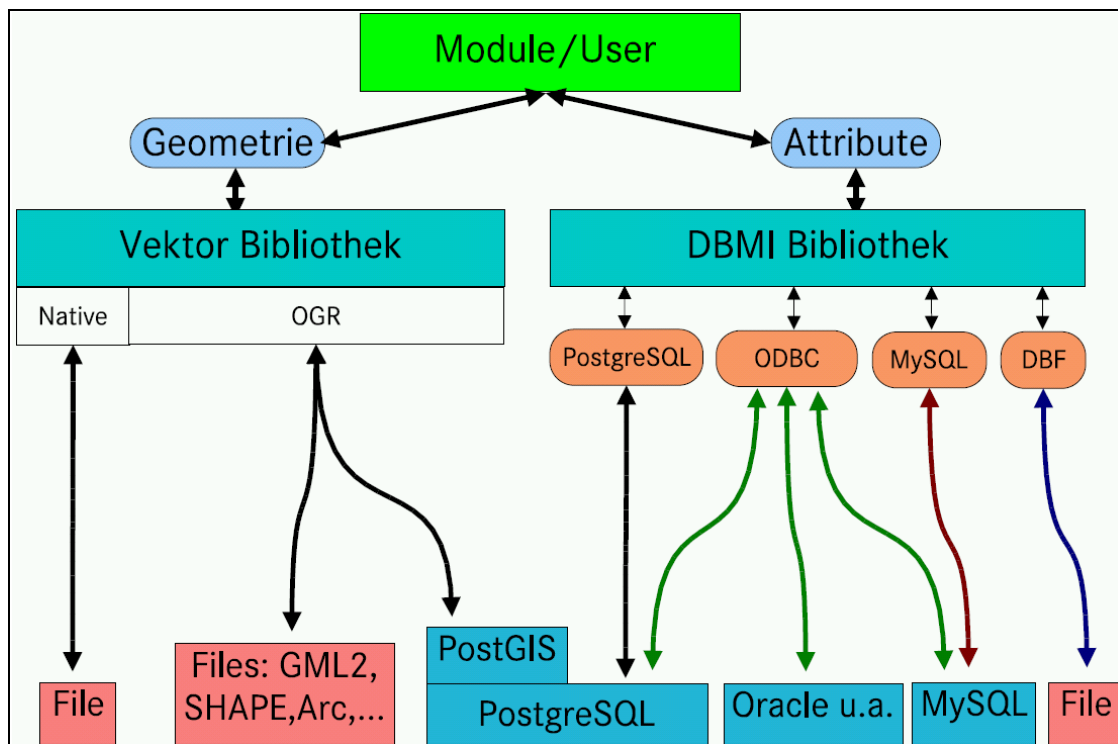 Module/User
Geometrie
Attribute
Vektor Bibliothek
DBMI Bibliothek
Native
OGR
PostgreSQL
ODBC
MySQL
DBF
File
Files: GML2,
SHAPE,Arc,...
PostGIS
PostgreSQL
Oracle u.a.
MySQL
File